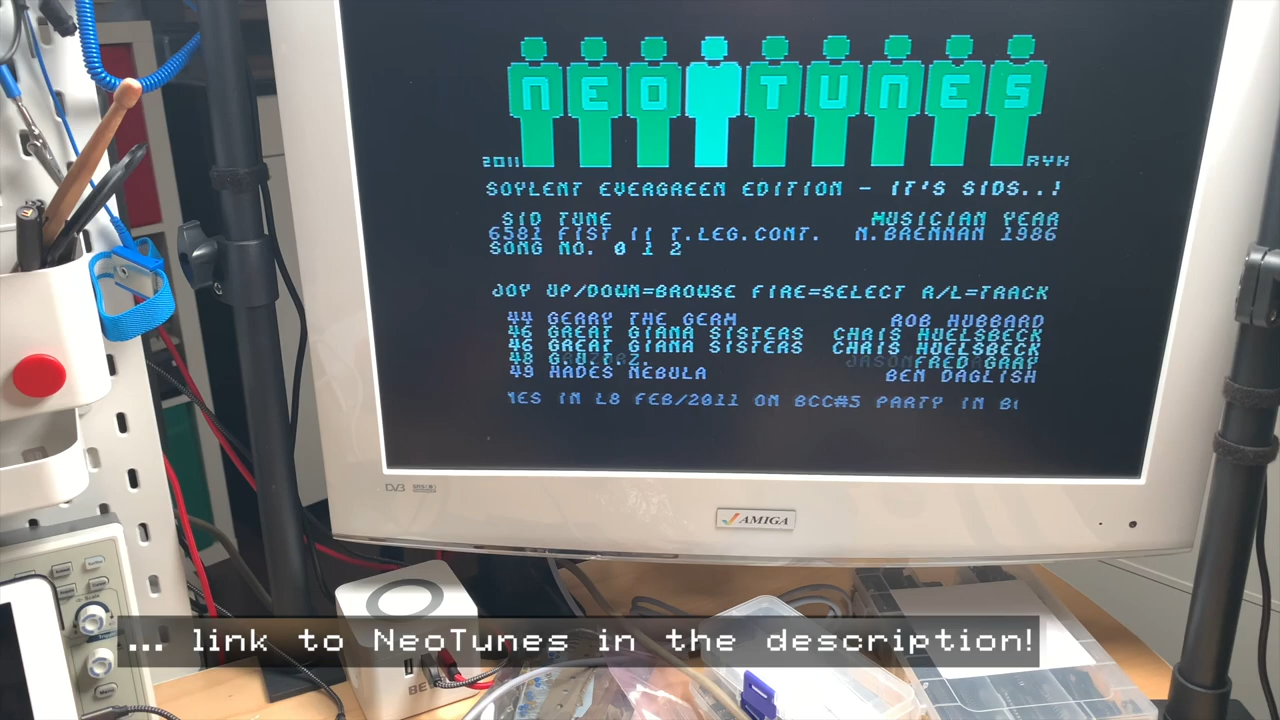 NEO TUNES
2011 RYK
SOYLENT EVERGREEN EDITION - IT'S SIDS..!
SID TUNE MUSICIAN YEAR
6581 FIST II T.LEG.CONT. N.BRENNAN 1986
SONG NO. 0 1 2
JOY UP/DOWN=BROWSE FIRE=SELECT R/L=TRACK
44 GERRY THE GERM ROB HUBBARD
46 GREAT GIANA SISTERS CHRIS HUELSBECK
46 GREAT GIANA SISTERS CHRIS HUELSBECK
48 G.U.T.Z. FRED GRAY
49 HADES NEBULA BEN DAGLISH
IN L8 FEB/2011 ON BCC#5 PARTY IN
DVB
AMIGA
... link to NeoTunes in the description!